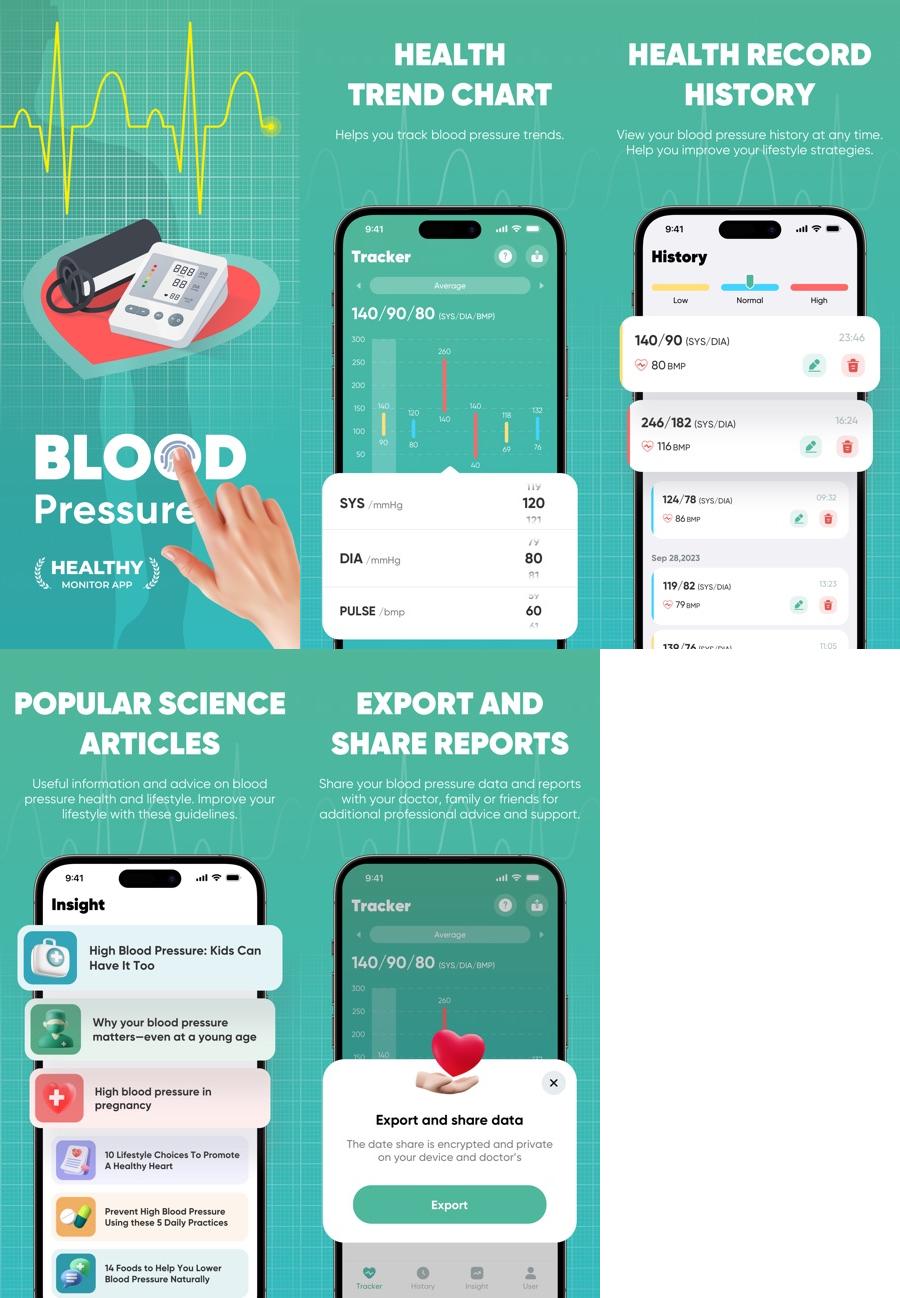 BLOOD
Pressure
HEALTHY
MONITOR APP
HEALTH
TREND CHART
Helps you track blood pressure trends.
9:41
Tracker
?
Average
140/90/80 (SYS/DIA/BMP)
300
250
200
150
100
50
140
90
120
80
260
140
140
40
118
69
132
76
119
SYS /mmHg 120
121
79
DIA /mmHg 80
81
59
PULSE /bmp 60
61
HEALTH RECORD
HISTORY
View your blood pressure history at any time.
Help you improve your lifestyle strategies.
9:41
History
Low Normal High
140/90 (SYS/DIA) 23:46
80 BMP
246/182 (SYS/DIA) 16:24
116 BMP
124/78 (SYS/DIA) 09:32
86 BMP
Sep 28,2023
119/82 (SYS/DIA) 13:23
79 BMP
139/76 (SYS/DIA) 11:05
POPULAR SCIENCE
ARTICLES
Useful information and advice on blood
pressure health and lifestyle. Improve your
lifestyle with these guidelines.
9:41
Insight
High Blood Pressure: Kids Can
Have It Too
Why your blood pressure
matters—even at a young age
High blood pressure in
pregnancy
10 Lifestyle Choices To Promote
A Healthy Heart
Prevent High Blood Pressure
Using these 5 Daily Practices
14 Foods to Help You Lower
Blood Pressure Naturally
EXPORT AND
SHARE REPORTS
Share your blood pressure data and reports
with your doctor, family or friends for
additional professional advice and support.
9:41
Tracker
?
Average
140/90/80 (SYS/DIA/BMP)
300
250
200
150
260
140
132
Export and share data
The date share is encrypted and private
on your device and doctor's
Export
Tracker History Insight User